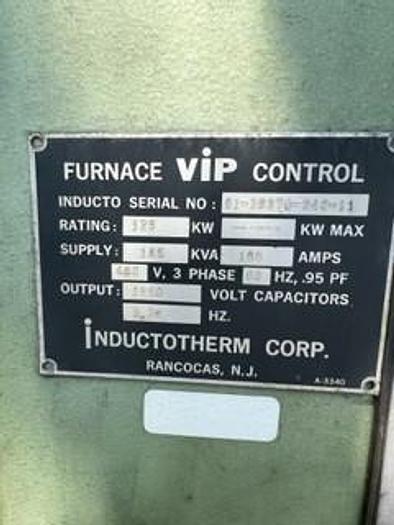 FURNACE ViP CONTROL
INDUCTO SERIAL NO:
RATING: KW KW MAX
SUPPLY: KVA AMPS
V, 3 PHASE HZ, .95 PF
OUTPUT: VOLT CAPACITORS
HZ.
inDUCTOTHERM CORP.
RANCOCAS, N.J.
A-3340